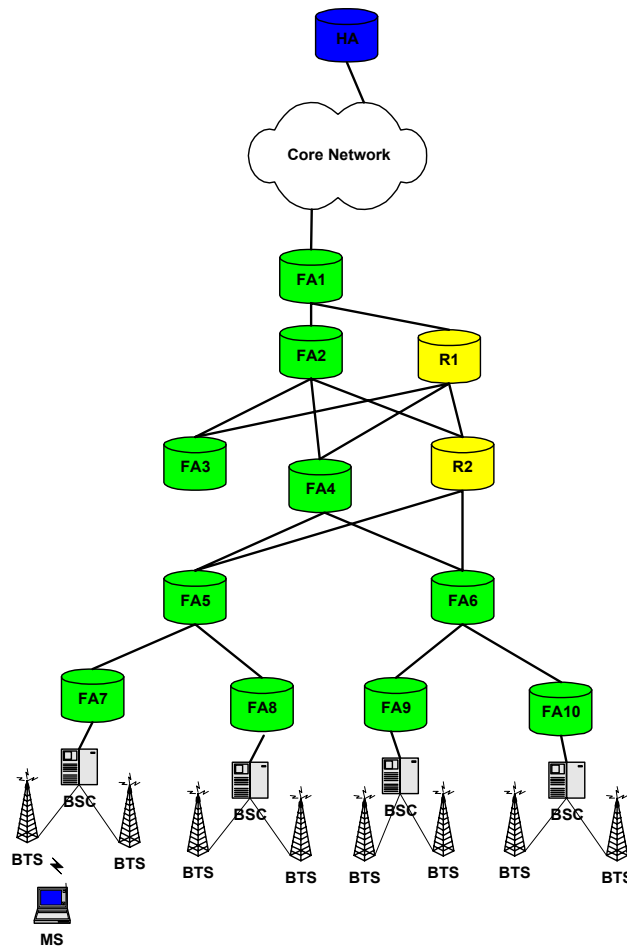 HA
Core Network
FA1
FA2
R1
FA3
FA4
R2
FA5
FA6
FA7
FA8
FA9
FA10
BSC
BSC
BSC
BSC
BTS
BTS
BTS
BTS
BTS
BTS
BTS
BTS
MS